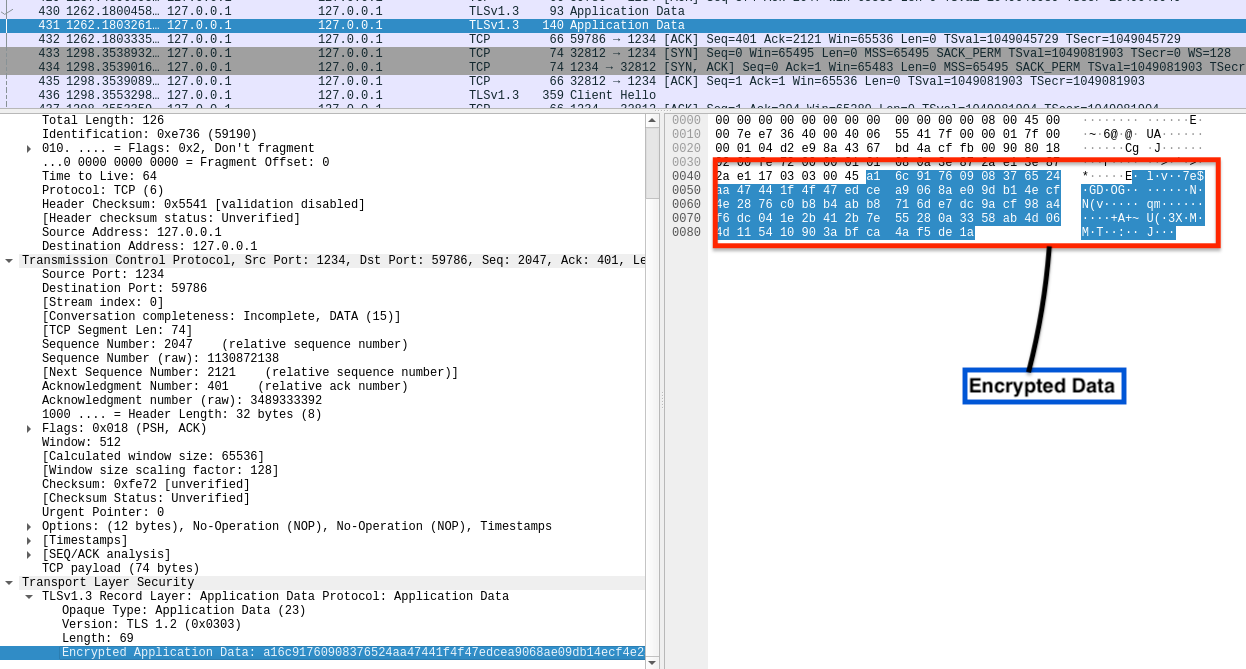 430 1262.1800458… 127.0.0.1 127.0.0.1 TLSv1.3 93 Application Data
431 1262.1803261… 127.0.0.1 127.0.0.1 TLSv1.3 140 Application Data
432 1262.1803335… 127.0.0.1 127.0.0.1 TCP 66 59786 → 1234 [ACK] Seq=401 Ack=2121 Win=65536 Len=0 TSval=1049045729 TSecr=1049045729
433 1298.3538932… 127.0.0.1 127.0.0.1 TCP 74 32812 → 1234 [SYN] Seq=0 Win=65495 Len=0 MSS=65495 SACK_PERM TSval=1049081903 TSecr=0 WS=128
434 1298.3539016… 127.0.0.1 127.0.0.1 TCP 74 1234 → 32812 [SYN, ACK] Seq=0 Ack=1 Win=65483 Len=0 MSS=65495 SACK_PERM TSval=1049081903 TSecr
435 1298.3539089… 127.0.0.1 127.0.0.1 TCP 66 32812 → 1234 [ACK] Seq=1 Ack=1 Win=65536 Len=0 TSval=1049081903 TSecr=1049081903
436 1298.3553298… 127.0.0.1 127.0.0.1 TLSv1.3 359 Client Hello
Total Length: 126
Identification: 0xe736 (59190)
010. .... = Flags: 0x2, Don't fragment
...0 0000 0000 0000 = Fragment Offset: 0
Time to Live: 64
Protocol: TCP (6)
Header Checksum: 0x5541 [validation disabled]
[Header checksum status: Unverified]
Source Address: 127.0.0.1
Destination Address: 127.0.0.1
Transmission Control Protocol, Src Port: 1234, Dst Port: 59786, Seq: 2047, Ack: 401, Le
Source Port: 1234
Destination Port: 59786
[Stream index: 0]
[Conversation completeness: Incomplete, DATA (15)]
[TCP Segment Len: 74]
Sequence Number: 2047 (relative sequence number)
Sequence Number (raw): 1130872138
[Next Sequence Number: 2121 (relative sequence number)]
Acknowledgment Number: 401 (relative ack number)
Acknowledgment number (raw): 3489333392
1000 .... = Header Length: 32 bytes (8)
Flags: 0x018 (PSH, ACK)
Window: 512
[Calculated window size: 65536]
[Window size scaling factor: 128]
Checksum: 0xfe72 [unverified]
[Checksum Status: Unverified]
Urgent Pointer: 0
Options: (12 bytes), No-Operation (NOP), No-Operation (NOP), Timestamps
[Timestamps]
[SEQ/ACK analysis]
TCP payload (74 bytes)
Transport Layer Security
TLSv1.3 Record Layer: Application Data Protocol: Application Data
Opaque Type: Application Data (23)
Version: TLS 1.2 (0x0303)
Length: 69
Encrypted Application Data: a16c91760908376524aa47441f4f47edcea9068ae09db14ecf4e2
0000 00 00 00 00 00 00 00 00 00 00 00 00 08 00 45 00 ········ ······E·
0010 00 7e e7 36 40 00 40 06 55 41 7f 00 00 01 7f 00 ·~·6@·@· UA······
0020 00 01 04 d2 e9 8a 43 67 bd 4a cf fb 00 90 80 18 ······Cg ·J······
0030 02 00 fe 72 00 00 01 01 08 0a 3e 87 2a e1 3e 87
0040 2a e1 17 03 03 00 45 a1 6c 91 76 09 08 37 65 24 *·····E· l·v··7e$
0050 aa 47 44 1f 4f 47 ed ce a9 06 8a e0 9d b1 4e cf ·GD·OG·· ······N·
0060 4e 28 76 c0 b8 b4 ab b8 71 6d e7 dc 9a cf 98 a4 N(v····· qm······
0070 f6 dc 04 1e 2b 41 2b 7e 55 28 0a 33 58 ab 4d 06 ····+A+~ U(·3X·M·
0080 4d 11 54 10 90 3a bf ca 4a f5 de 1a M·T··:·· J···
Encrypted Data